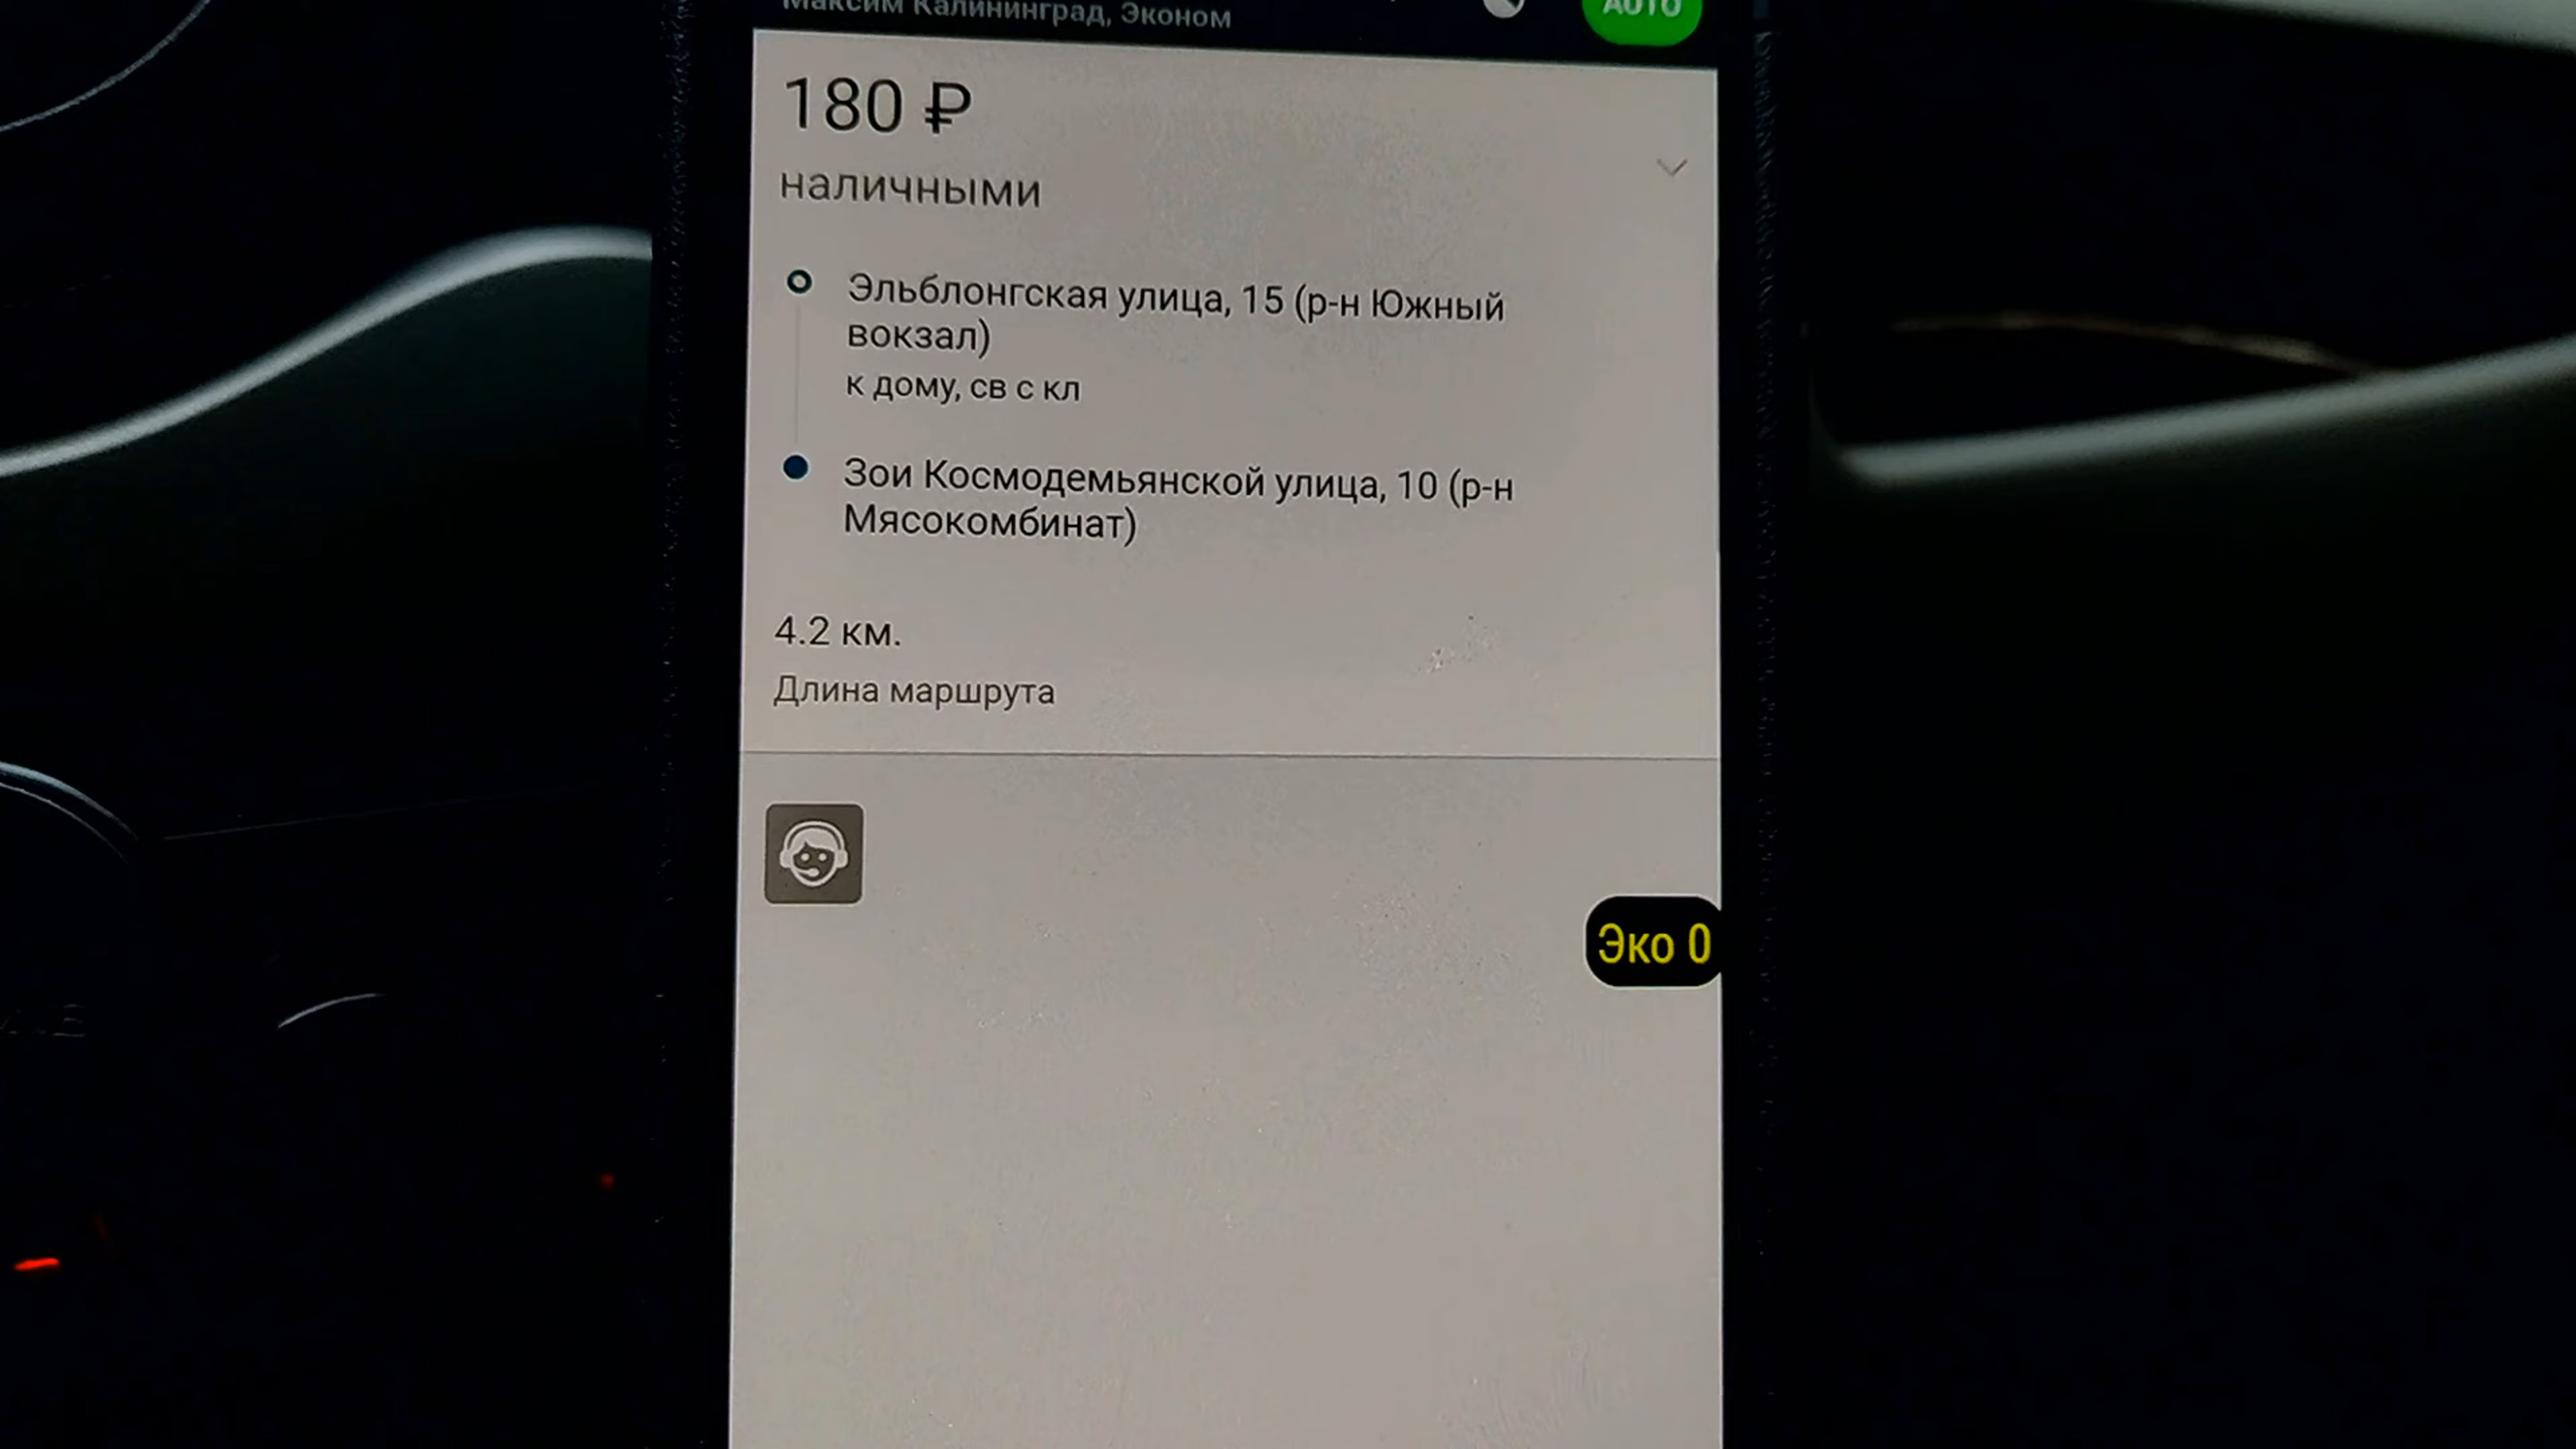 Максим Калининград, Эконом
AUTO
180 ₽
наличными
Эльблонгская улица, 15 (р-н Южный
вокзал)
к дому, св с кл
Зои Космодемьянской улица, 10 (р-н
Мясокомбинат)
4.2 км.
Длина маршрута
Эко 0